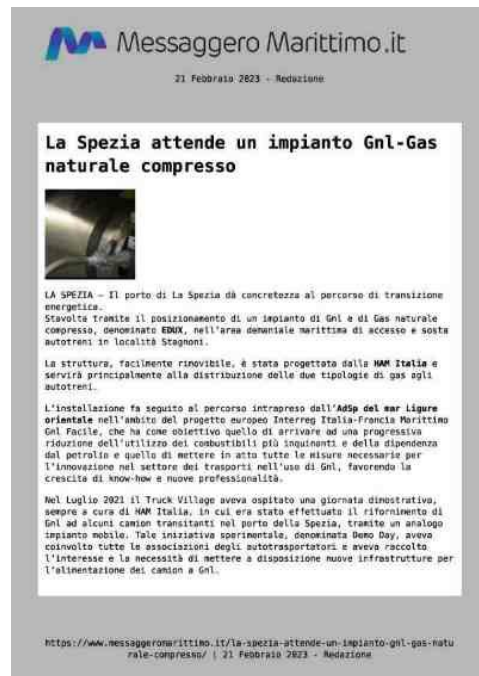 Messaggero Marittimo.it
21 Febbraio 2023 - Redazione
La Spezia attende un impianto Gnl-Gas
naturale compresso
LA SPEZIA – Il porto di La Spezia dà concretezza al percorso di transizione
energetica.
Stavolta tramite il posizionamento di un impianto di Gnl e di Gas naturale
compresso, denominato EDUX, nell'area demaniale marittima di accesso e sosta
autotreni in località Stagnoni.
La struttura, facilmente rimovibile, è stata progettata dalla HAM Italia e
servirà principalmente alla distribuzione delle due tipologie di gas agli
autotreni.
L'installazione fa seguito al percorso intrapreso dall'AdSp del mar Ligure
orientale nell'ambito del progetto europeo Interreg Italia-Francia Marittimo
Gnl Facile, che ha come obiettivo quello di arrivare ad una progressiva
riduzione dell'utilizzo dei combustibili più inquinanti e della dipendenza
dal petrolio e quello di mettere in atto tutte le misure necessarie per
l'innovazione nel settore dei trasporti nell'uso di Gnl, favorendo la
crescita di know-how e nuove professionalità.
Nel Luglio 2021 il Truck Village aveva ospitato una giornata dimostrativa,
sempre a cura di HAM Italia, in cui era stato effettuato il rifornimento di
Gnl ad alcuni camion transitanti nel porto della Spezia, tramite un analogo
impianto mobile. Tale iniziativa sperimentale, denominata Demo Day, aveva
coinvolto tutte le associazioni degli autotrasportatori e aveva raccolto
l'interesse e la necessità di mettere a disposizione nuove infrastrutture per
l'alimentazione dei camion a Gnl.
https://www.messaggeromarittimo.it/la-spezia-attende-un-impianto-gnl-gas-natu
rale-compresso/ | 21 Febbraio 2023 - Redazione